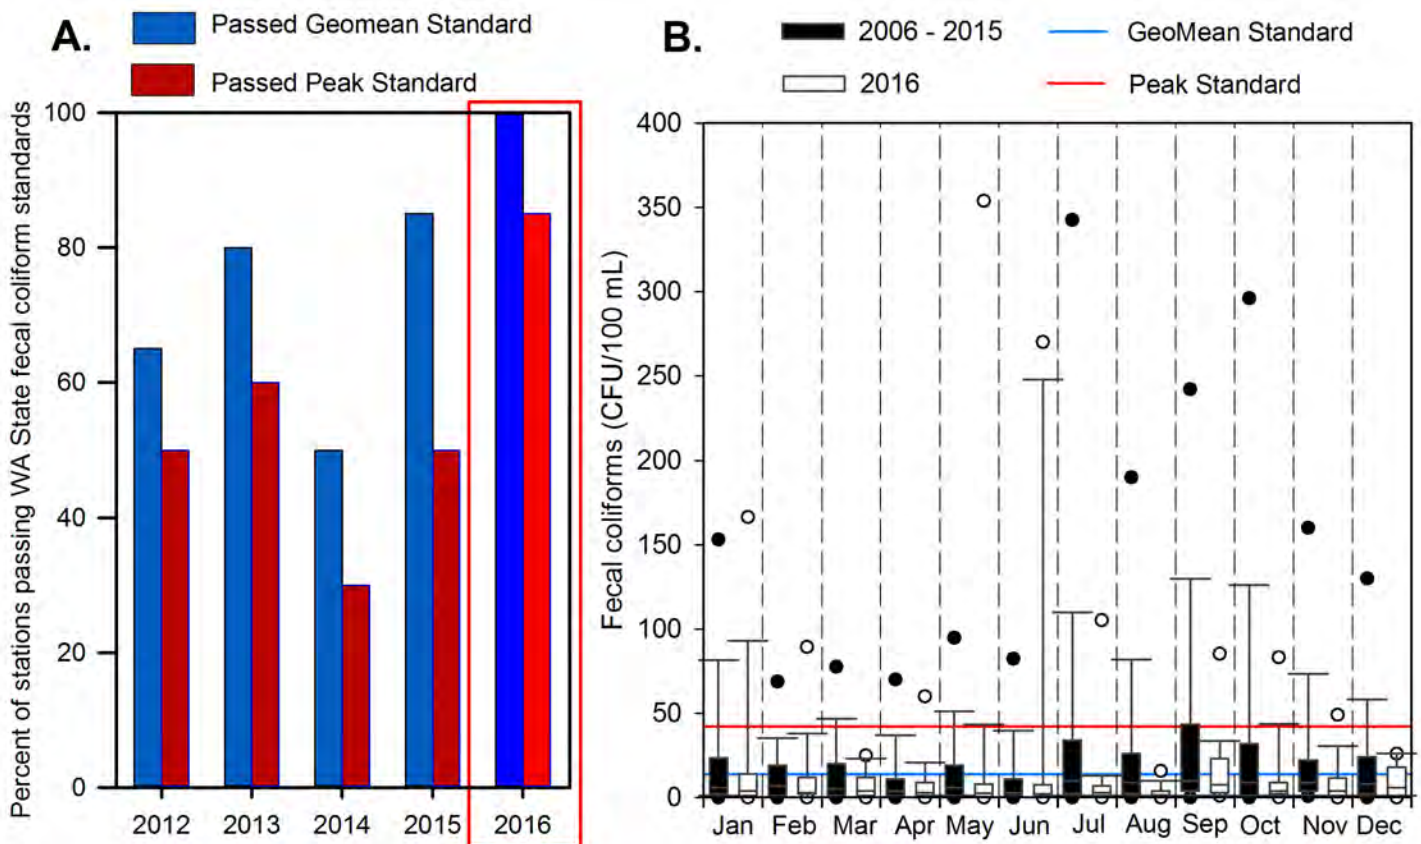 A.
Passed Geomean Standard
Passed Peak Standard
Percent of stations passing WA State fecal coliform standards
100
80
60
40
20
0
2012 2013 2014 2015 2016
B.
2006 - 2015
GeoMean Standard
2016
Peak Standard
Fecal coliforms (CFU/100 mL)
400
350
300
250
200
150
100
50
0
Jan Feb Mar Apr May Jun Jul Aug Sep Oct Nov Dec